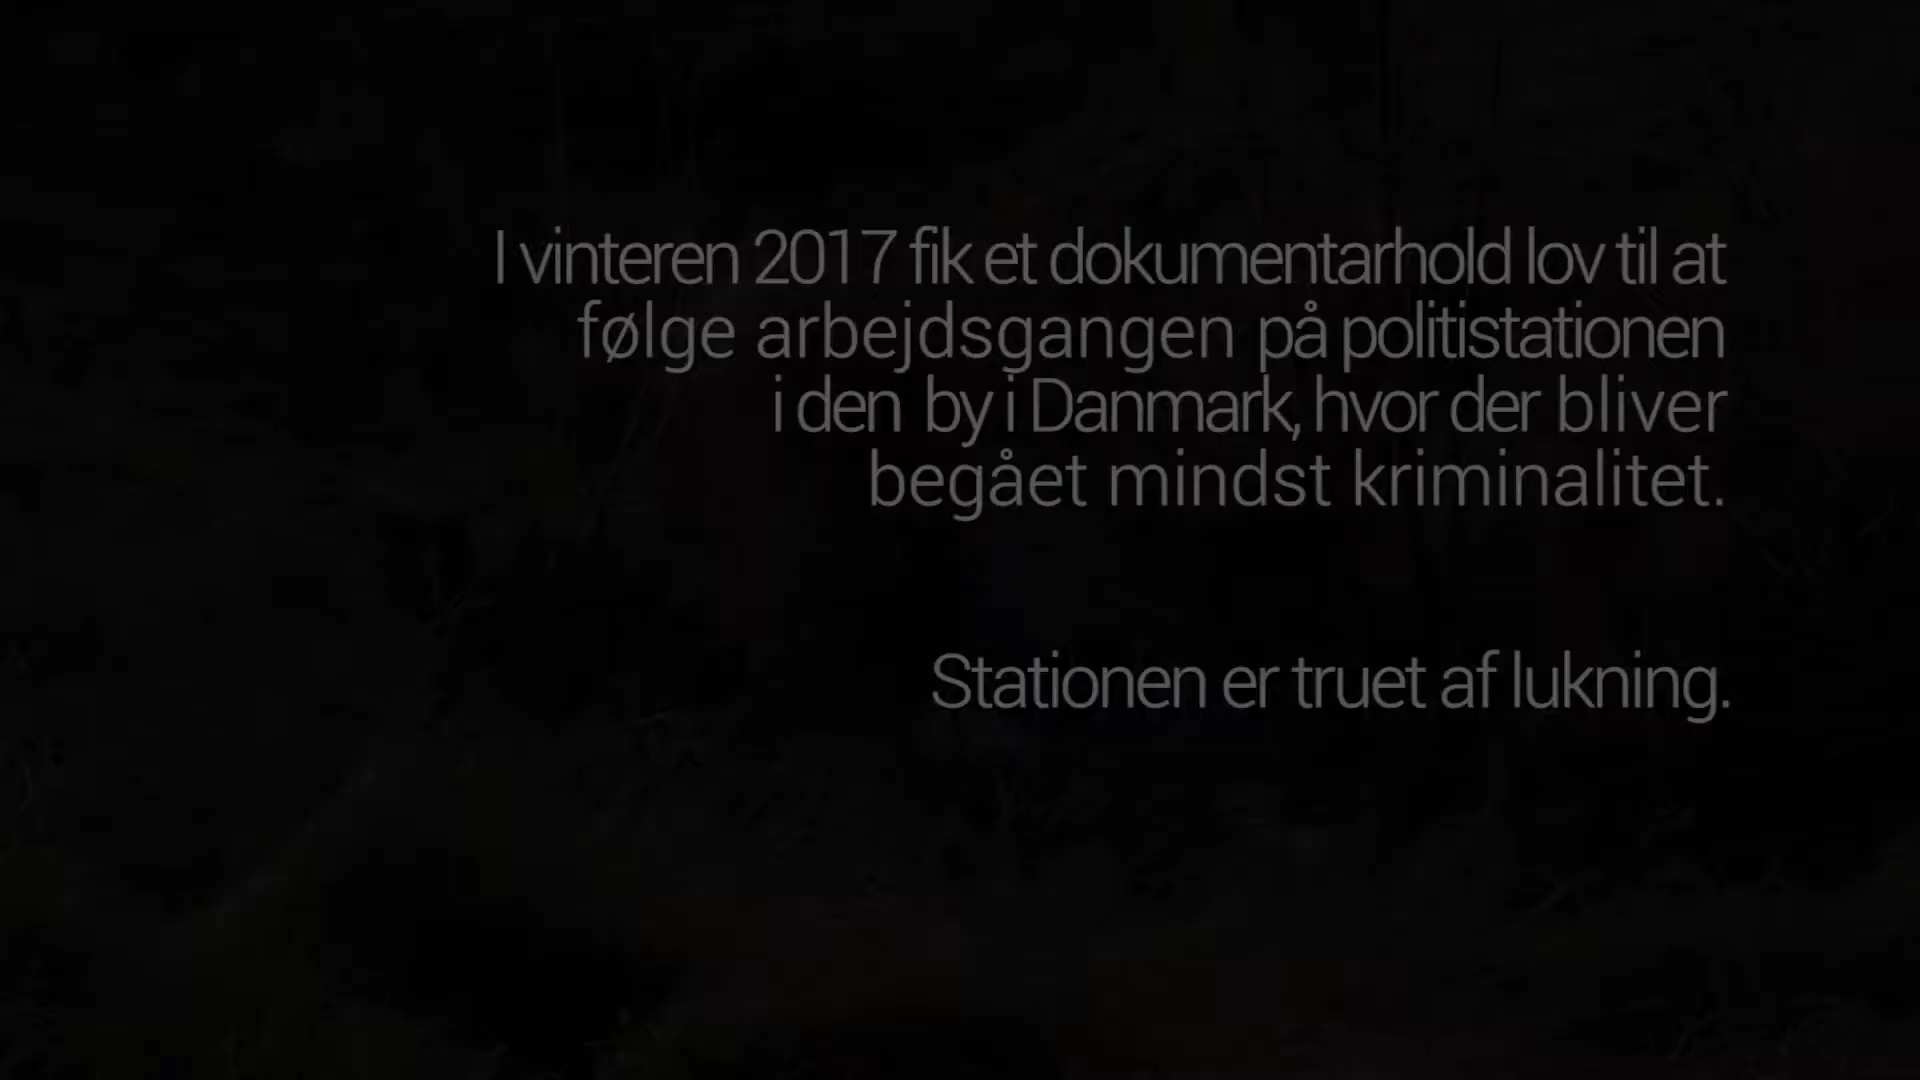 I vinteren 2017 fik et dokumentarhold lov til at
følge arbejdsgangen på politistationen
i den by i Danmark, hvor der bliver
begået mindst kriminalitet.
Stationen er truet af lukning.